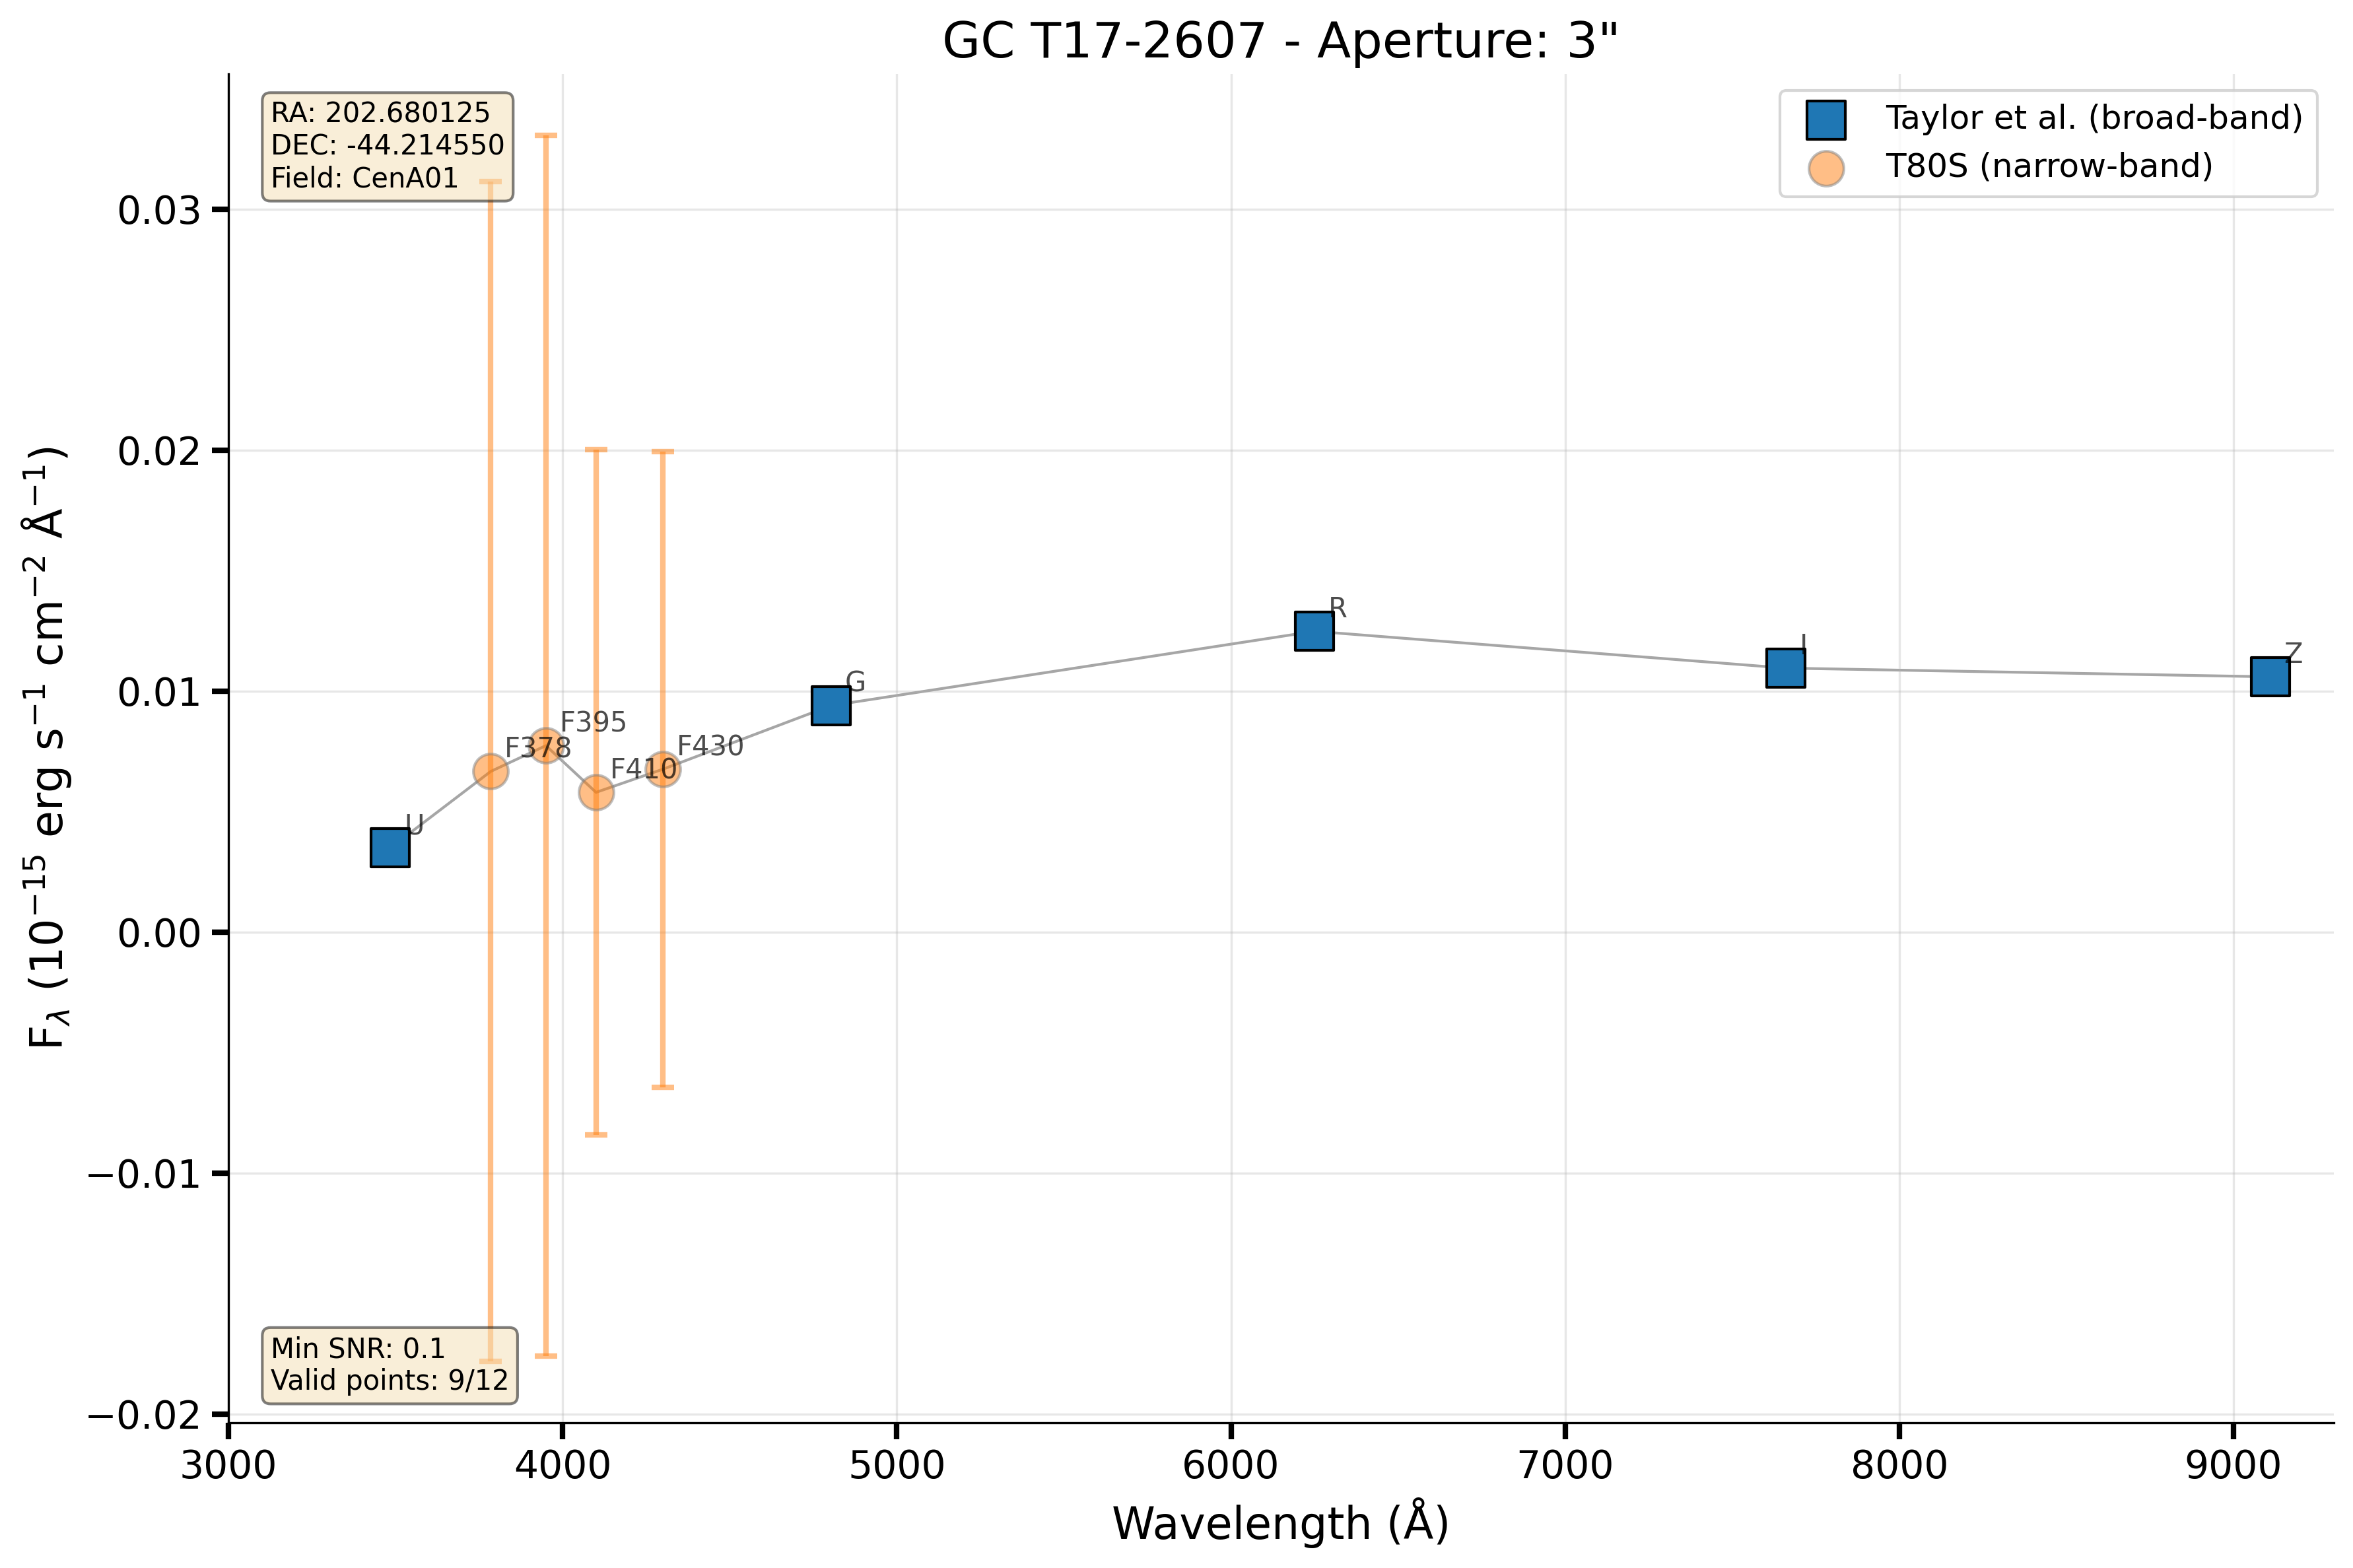 GC T17-2607 - Aperture: 3"
RA: 202.680125
DEC: -44.214550
Field: CenA01
Taylor et al. (broad-band)
T80S (narrow-band)
0.03
0.02
0.01
0.00
−0.01
−0.02
F_λ (10⁻¹⁵ erg s⁻¹ cm⁻² Å⁻¹)
U
F378
F395
F410
F430
G
R
I
Z
Min SNR: 0.1
Valid points: 9/12
3000 4000 5000 6000 7000 8000 9000
Wavelength (Å)